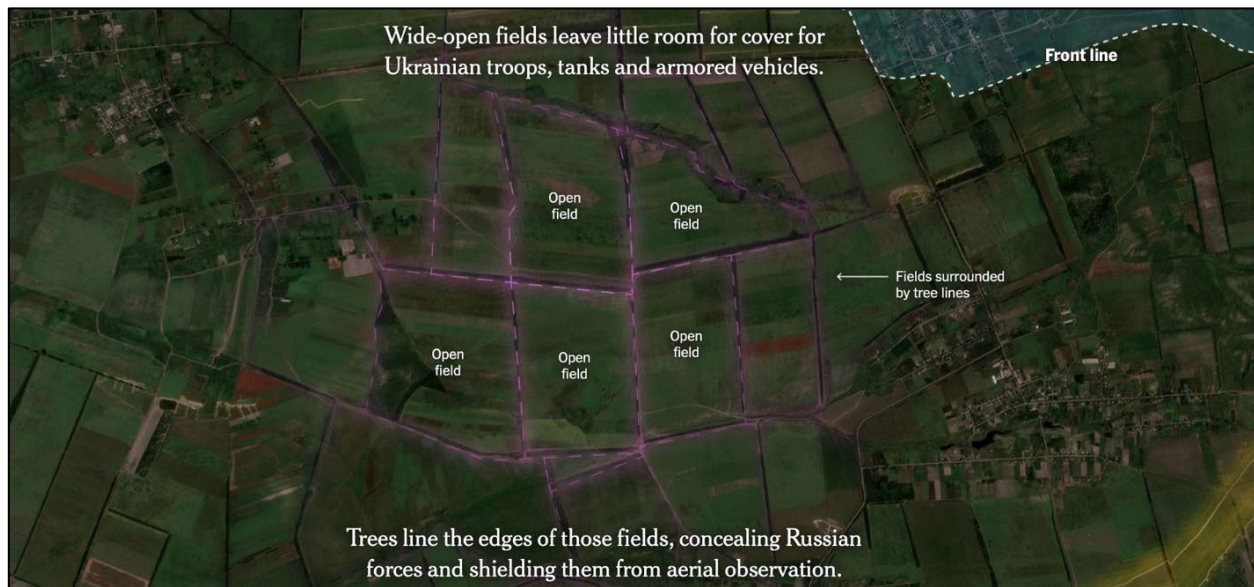 Wide-open fields leave little room for cover for
Ukrainian troops, tanks and armored vehicles.
Front line
Open
field
Open
field
Fields surrounded
by tree lines
Open
field
Open
field
Open
field
Trees line the edges of those fields, concealing Russian
forces and shielding them from aerial observation.